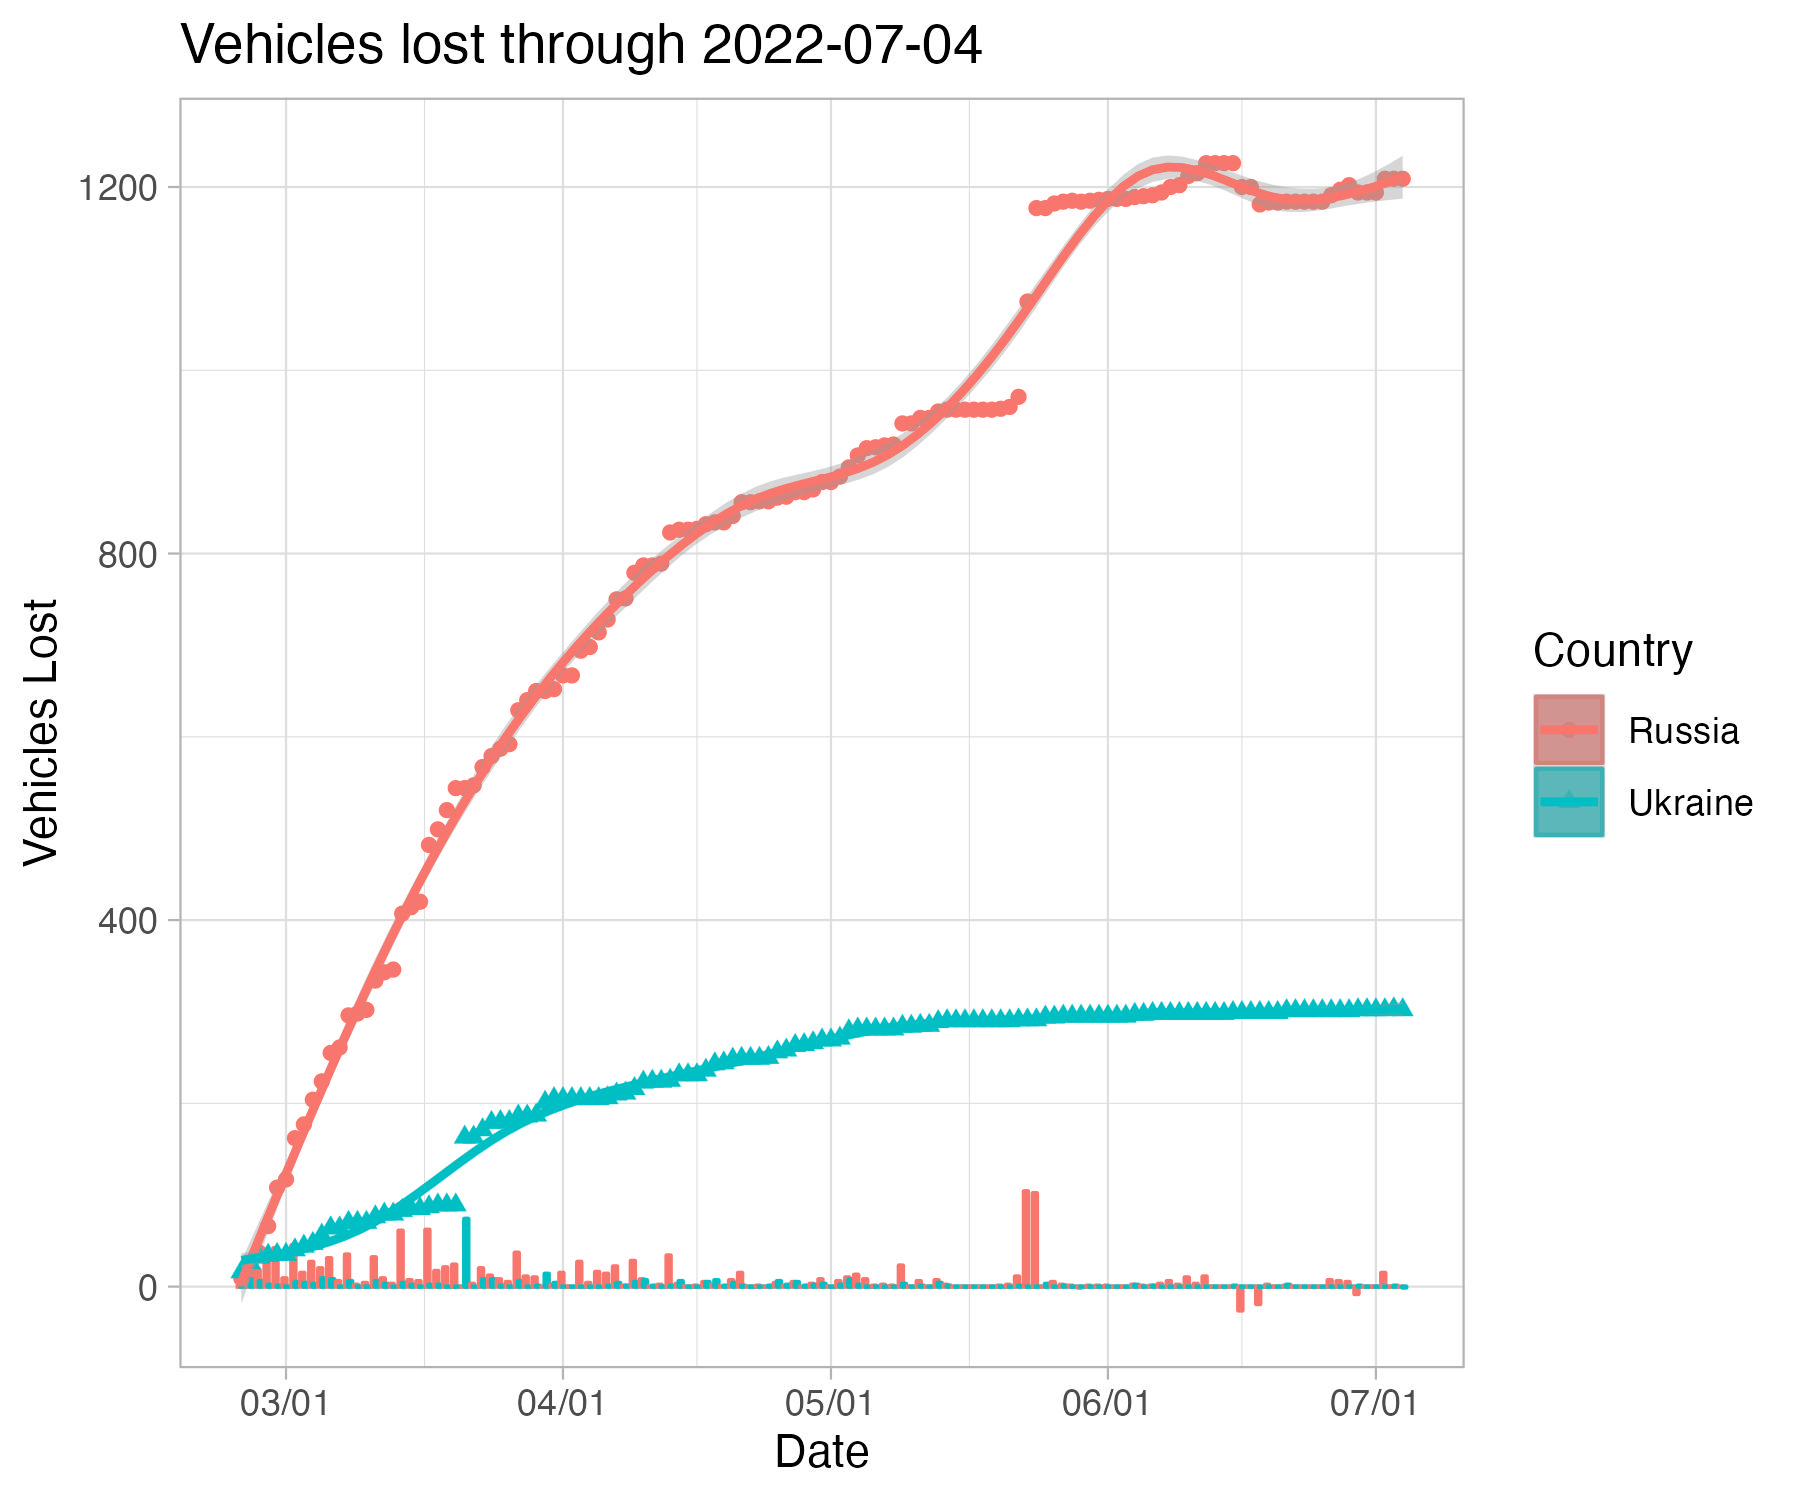 Vehicles lost through 2022-07-04
1200
800
400
0
Vehicles Lost
03/01 04/01 05/01 06/01 07/01
Date
Country
Russia
Ukraine